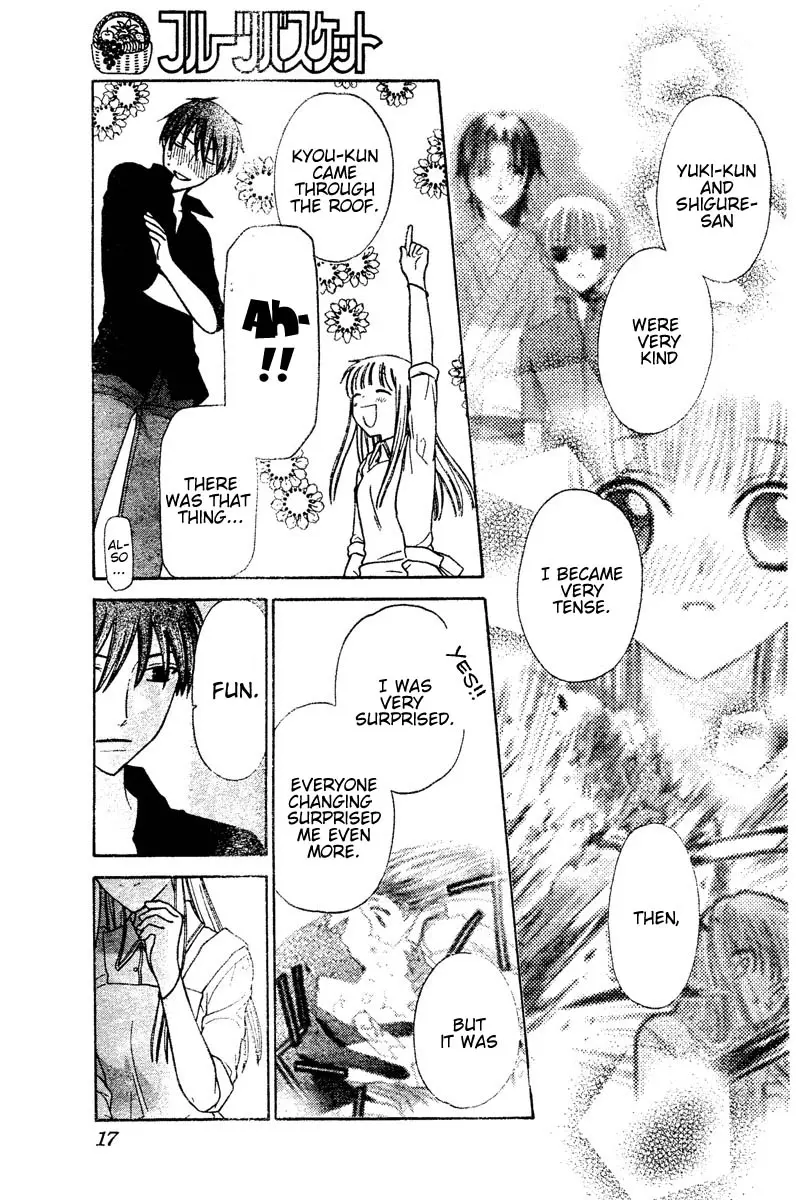 フルーツバスケット
YUKI-KUN
AND
SHIGURE-
SAN
WERE
VERY
KIND
I BECAME
VERY
TENSE.
THEN,
KYOU-KUN
CAME
THROUGH
THE ROOF.
Ah-
!!
THERE
WAS THAT
THING...
AL-
SO
...
YES!!
I WAS
VERY
SURPRISED.
EVERYONE
CHANGING
SURPRISED
ME EVEN
MORE.
BUT
IT WAS
FUN.
17